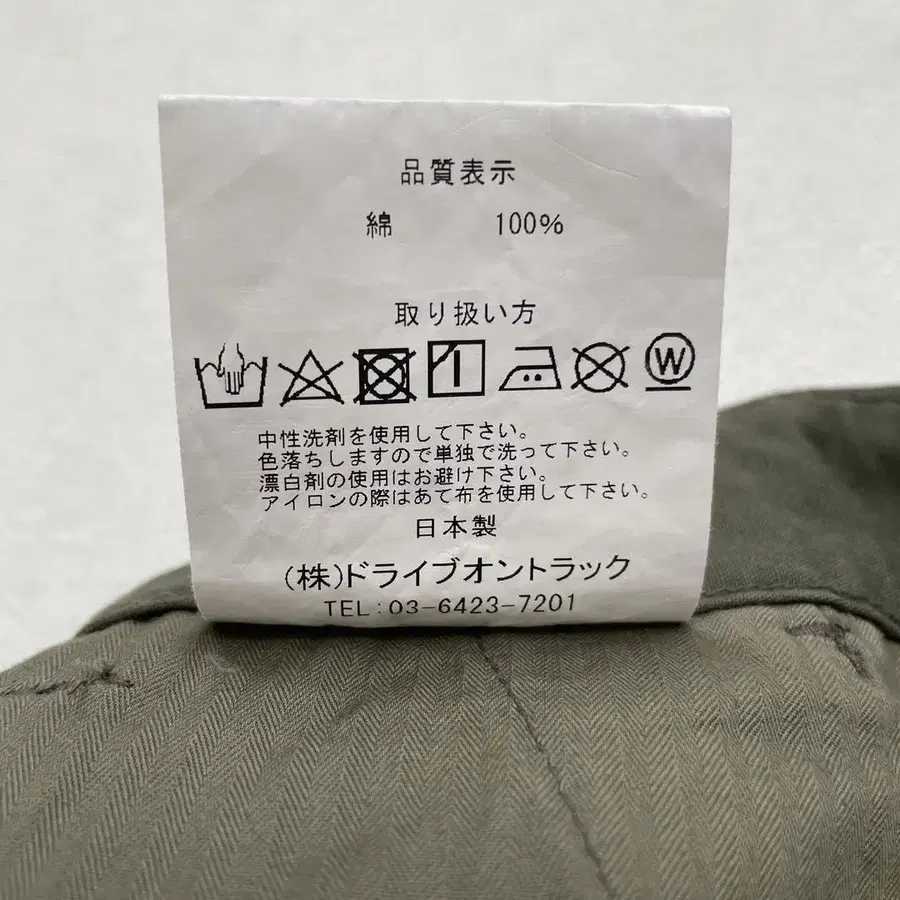 品質表示
綿 100%
取り扱い方
W
中性洗剤を使用して下さい。
色落ちしますので単独で洗って下さい。
漂白剤の使用はお避け下さい。
アイロンの際はあて布を使用して下さい。
日本製
(株)ドライブオントラック
TEL:03-6423-7201